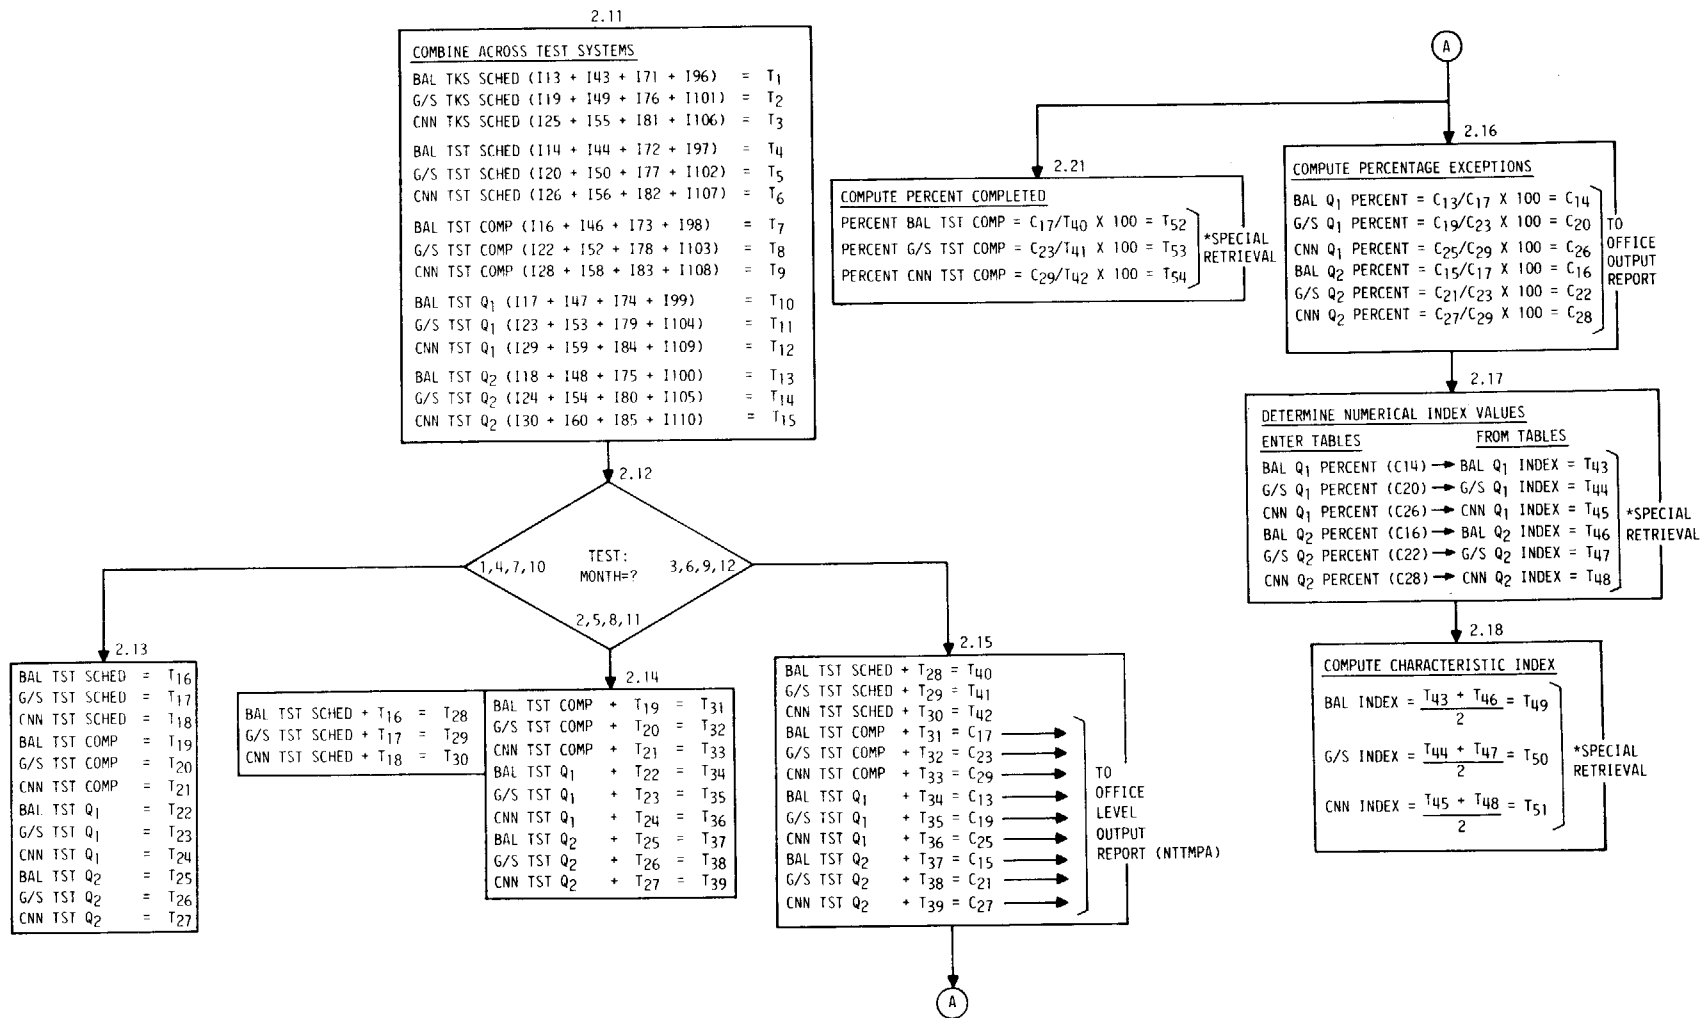 2.11
COMBINE ACROSS TEST SYSTEMS
BAL TKS SCHED (I13 + I43 + I71 + I96) = T1
G/S TKS SCHED (I19 + I49 + I76 + I101) = T2
CNN TKS SCHED (I25 + I55 + I81 + I106) = T3
BAL TST SCHED (I14 + I44 + I72 + I97) = T4
G/S TST SCHED (I20 + I50 + I77 + I102) = T5
CNN TST SCHED (I26 + I56 + I82 + I107) = T6
BAL TST COMP (I16 + I46 + I73 + I98) = T7
G/S TST COMP (I22 + I52 + I78 + I103) = T8
CNN TST COMP (I28 + I58 + I83 + I108) = T9
BAL TST Q1 (I17 + I47 + I74 + I99) = T10
G/S TST Q1 (I23 + I53 + I79 + I104) = T11
CNN TST Q1 (I29 + I59 + I84 + I109) = T12
BAL TST Q2 (I18 + I48 + I75 + I100) = T13
G/S TST Q2 (I24 + I54 + I80 + I105) = T14
CNN TST Q2 (I30 + I60 + I85 + I110) = T15
2.12
TEST:
MONTH=?
1,4,7,10
3,6,9,12
2,5,8,11
2.13
BAL TST SCHED = T16
G/S TST SCHED = T17
CNN TST SCHED = T18
BAL TST COMP = T19
G/S TST COMP = T20
CNN TST COMP = T21
BAL TST Q1 = T22
G/S TST Q1 = T23
CNN TST Q1 = T24
BAL TST Q2 = T25
G/S TST Q2 = T26
CNN TST Q2 = T27
2.14
BAL TST SCHED + T16 = T28
G/S TST SCHED + T17 = T29
CNN TST SCHED + T18 = T30
BAL TST COMP + T19 = T31
G/S TST COMP + T20 = T32
CNN TST COMP + T21 = T33
BAL TST Q1 + T22 = T34
G/S TST Q1 + T23 = T35
CNN TST Q1 + T24 = T36
BAL TST Q2 + T25 = T37
G/S TST Q2 + T26 = T38
CNN TST Q2 + T27 = T39
2.15
BAL TST SCHED + T28 = T40
G/S TST SCHED + T29 = T41
CNN TST SCHED + T30 = T42
BAL TST COMP + T31 = C17
G/S TST COMP + T32 = C23
CNN TST COMP + T33 = C29
BAL TST Q1 + T34 = C13
G/S TST Q1 + T35 = C19
CNN TST Q1 + T36 = C25
BAL TST Q2 + T37 = C15
G/S TST Q2 + T38 = C21
CNN TST Q2 + T39 = C27
TO
OFFICE
LEVEL
OUTPUT
REPORT (NTTMPA)
A
A
2.21
COMPUTE PERCENT COMPLETED
PERCENT BAL TST COMP = C17/T40 X 100 = T52
PERCENT G/S TST COMP = C23/T41 X 100 = T53
PERCENT CNN TST COMP = C29/T42 X 100 = T54
*SPECIAL
RETRIEVAL
2.16
COMPUTE PERCENTAGE EXCEPTIONS
BAL Q1 PERCENT = C13/C17 X 100 = C14
G/S Q1 PERCENT = C19/C23 X 100 = C20
CNN Q1 PERCENT = C25/C29 X 100 = C26
BAL Q2 PERCENT = C15/C17 X 100 = C16
G/S Q2 PERCENT = C21/C23 X 100 = C22
CNN Q2 PERCENT = C27/C29 X 100 = C28
TO
OFFICE
OUTPUT
REPORT
2.17
DETERMINE NUMERICAL INDEX VALUES
ENTER TABLES FROM TABLES
BAL Q1 PERCENT (C14) → BAL Q1 INDEX = T43
G/S Q1 PERCENT (C20) → G/S Q1 INDEX = T44
CNN Q1 PERCENT (C26) → CNN Q1 INDEX = T45
BAL Q2 PERCENT (C16) → BAL Q2 INDEX = T46
G/S Q2 PERCENT (C22) → G/S Q2 INDEX = T47
CNN Q2 PERCENT (C28) → CNN Q2 INDEX = T48
*SPECIAL
RETRIEVAL
2.18
COMPUTE CHARACTERISTIC INDEX
BAL INDEX = T43 + T46 = T49
2
G/S INDEX = T44 + T47 = T50
2
CNN INDEX = T45 + T48 = T51
2
*SPECIAL
RETRIEVAL